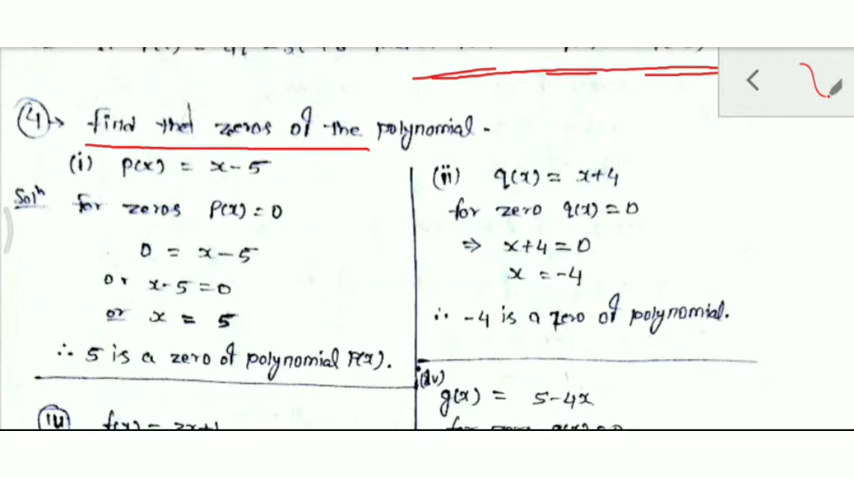 (4)→ find the zeros of the polynomial.
(i) P(x) = x-5
Solⁿ for zeros P(x)=0
0 = x-5
or x-5=0
or x = 5
∴ 5 is a zero of polynomial P(x).
(ii) q(x) = x+4
for zero q(x)=0
⇒ x+4=0
x = -4
∴ -4 is a zero of polynomial.
(iv)
g(x) = 5-4x